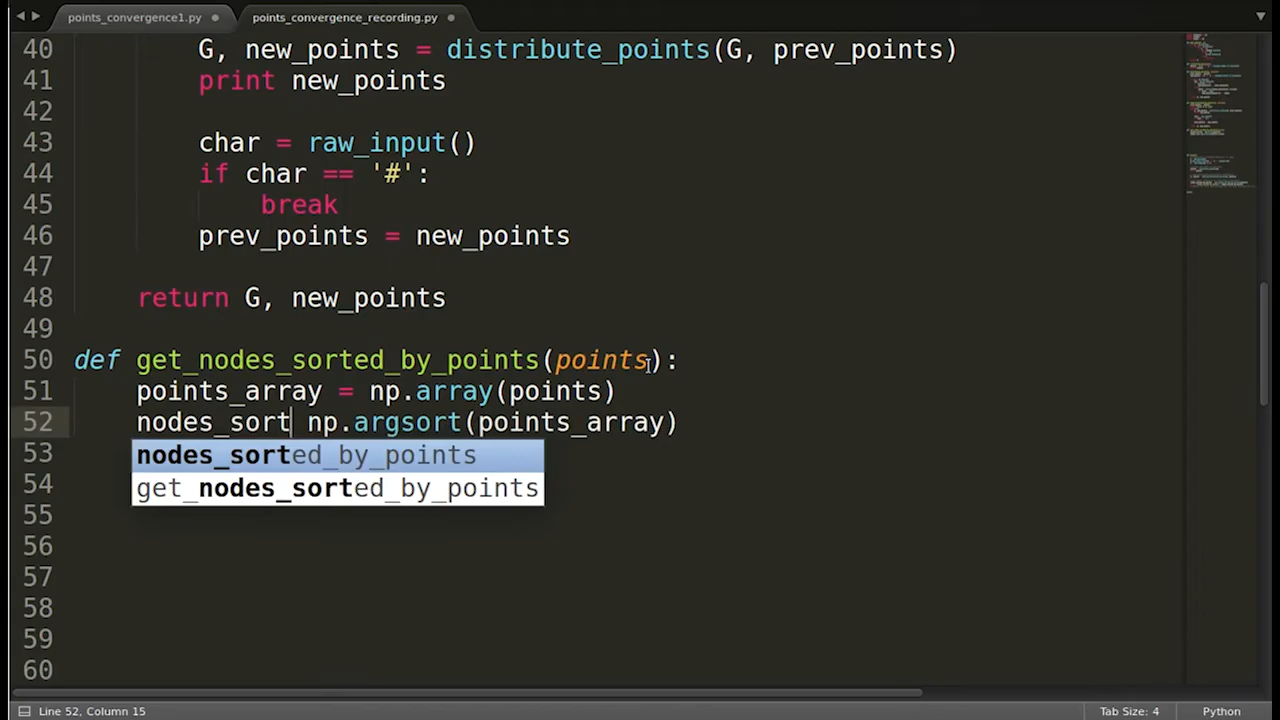 points_convergence1.py points_convergence_recording.py
40 G, new_points = distribute_points(G, prev_points)
41 print new_points
42
43 char = raw_input()
44 if char == '#':
45 break
46 prev_points = new_points
47
48 return G, new_points
49
50 def get_nodes_sorted_by_points(points):
51 points_array = np.array(points)
52 nodes_sort np.argsort(points_array)
53 nodes_sorted_by_points
54 get_nodes_sorted_by_points
55
56
57
58
59
60
Line 52, Column 15 Tab Size: 4 Python